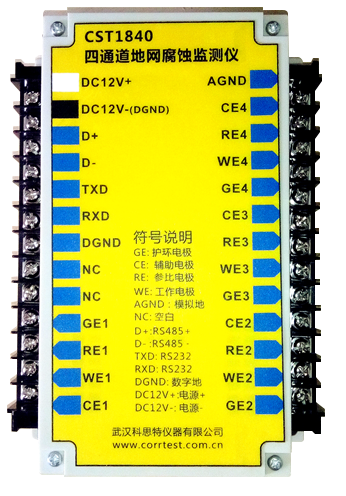 CST1840
四通道地网腐蚀监测仪
DC12V+
AGND
DC12V-(DGND)
CE4
D+
RE4
D-
WE4
TXD
GE4
RXD
CE3
DGND
RE3
NC
WE3
NC
GE3
GE1
CE2
RE1
RE2
WE1
WE2
CE1
GE2
符号说明
GE: 护环电极
CE: 辅助电极
RE: 参比电极
WE: 工作电极
AGND: 模拟地
NC: 空白
D+:RS485+
D-:RS485-
TXD: RS232
RXD: RS232
DGND: 数字地
DC12V+:电源+
DC12V-:电源-
武汉科思特仪器有限公司
www.corrtest.com.cn